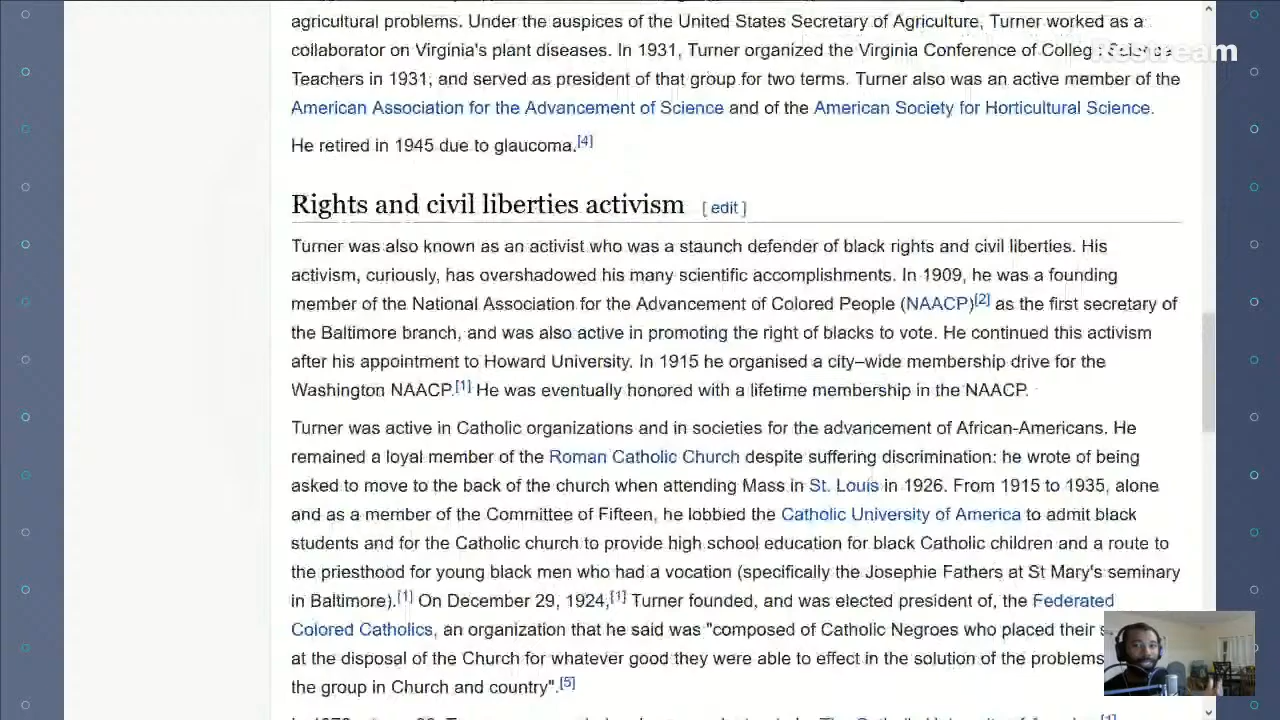 agricultural problems. Under the auspices of the United States Secretary of Agriculture, Turner worked as a
collaborator on Virginia's plant diseases. In 1931, Turner organized the Virginia Conference of College Science
Restream
Teachers in 1931, and served as president of that group for two terms. Turner also was an active member of the
American Association for the Advancement of Science and of the American Society for Horticultural Science.
He retired in 1945 due to glaucoma.[4]
Rights and civil liberties activism [ edit ]
Turner was also known as an activist who was a staunch defender of black rights and civil liberties. His
activism, curiously, has overshadowed his many scientific accomplishments. In 1909, he was a founding
member of the National Association for the Advancement of Colored People (NAACP)[2] as the first secretary of
the Baltimore branch, and was also active in promoting the right of blacks to vote. He continued this activism
after his appointment to Howard University. In 1915 he organised a city–wide membership drive for the
Washington NAACP.[1] He was eventually honored with a lifetime membership in the NAACP.
Turner was active in Catholic organizations and in societies for the advancement of African-Americans. He
remained a loyal member of the Roman Catholic Church despite suffering discrimination: he wrote of being
asked to move to the back of the church when attending Mass in St. Louis in 1926. From 1915 to 1935, alone
and as a member of the Committee of Fifteen, he lobbied the Catholic University of America to admit black
students and for the Catholic church to provide high school education for black Catholic children and a route to
the priesthood for young black men who had a vocation (specifically the Josephie Fathers at St Mary's seminary
in Baltimore).[1] On December 29, 1924,[1] Turner founded, and was elected president of, the Federated
Colored Catholics, an organization that he said was "composed of Catholic Negroes who placed their
at the disposal of the Church for whatever good they were able to effect in the solution of the problems
the group in Church and country".[5]